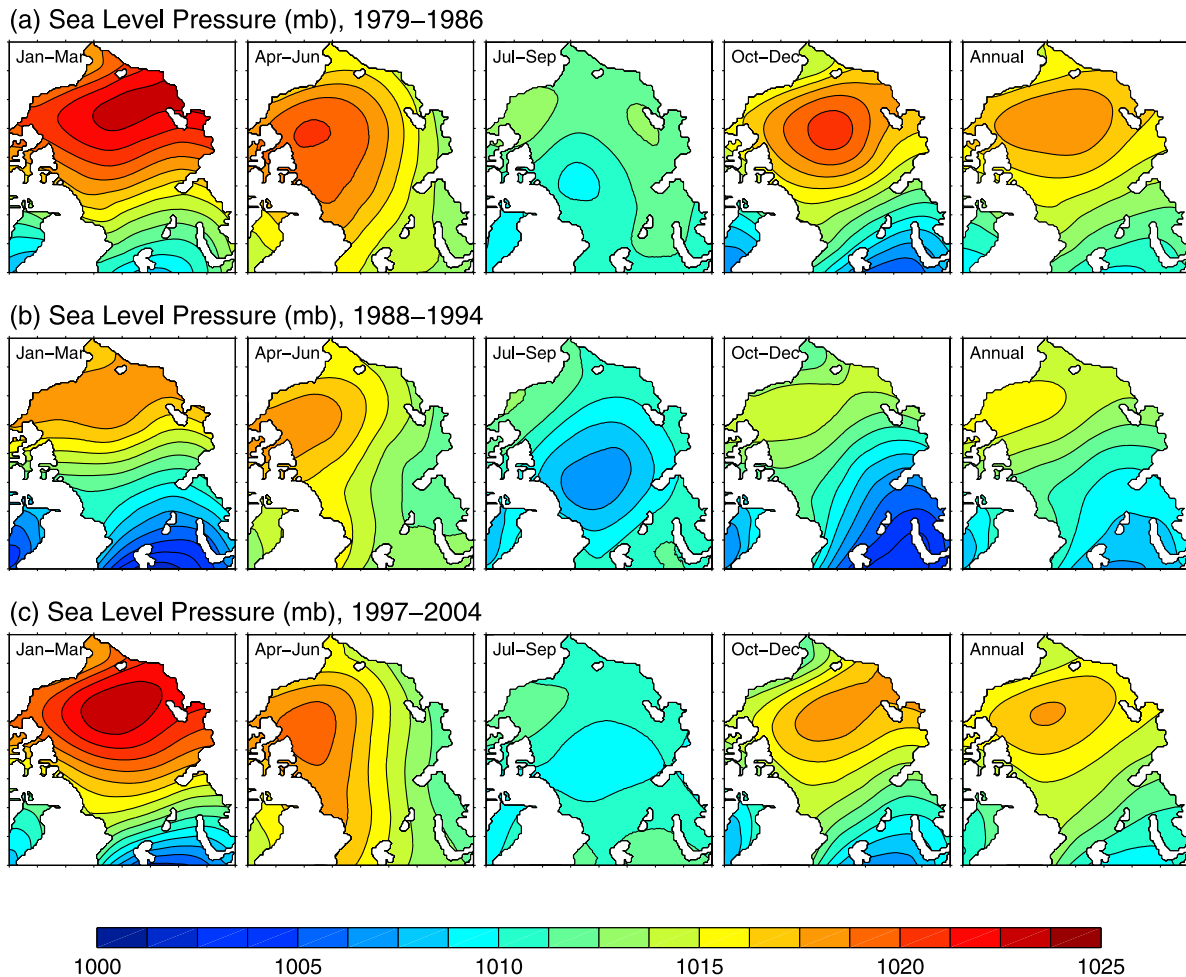 (a) Sea Level Pressure (mb), 1979–1986
Jan–Mar Apr–Jun Jul–Sep Oct–Dec Annual
(b) Sea Level Pressure (mb), 1988–1994
Jan–Mar Apr–Jun Jul–Sep Oct–Dec Annual
(c) Sea Level Pressure (mb), 1997–2004
Jan–Mar Apr–Jun Jul–Sep Oct–Dec Annual
1000 1005 1010 1015 1020 1025